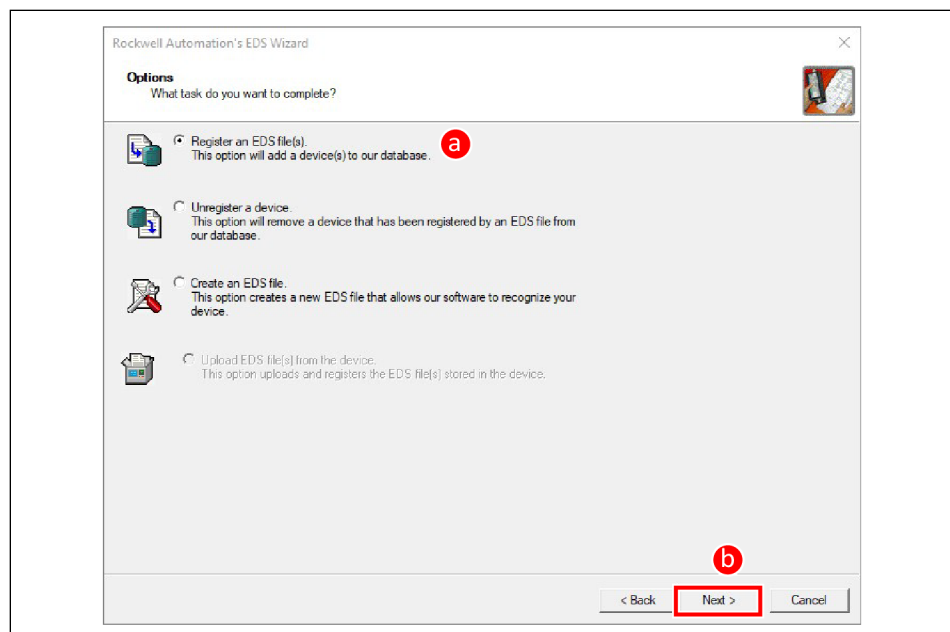 Rockwell Automation's EDS Wizard
Options
What task do you want to complete?
Register an EDS file(s).
This option will add a device(s) to our database.
a
Unregister a device.
This option will remove a device that has been registered by an EDS file from
our database.
Create an EDS file.
This option creates a new EDS file that allows our software to recognize your
device.
Upload EDS file(s) from the device.
This option uploads and registers the EDS file(s) stored in the device.
b
< Back
Next >
Cancel